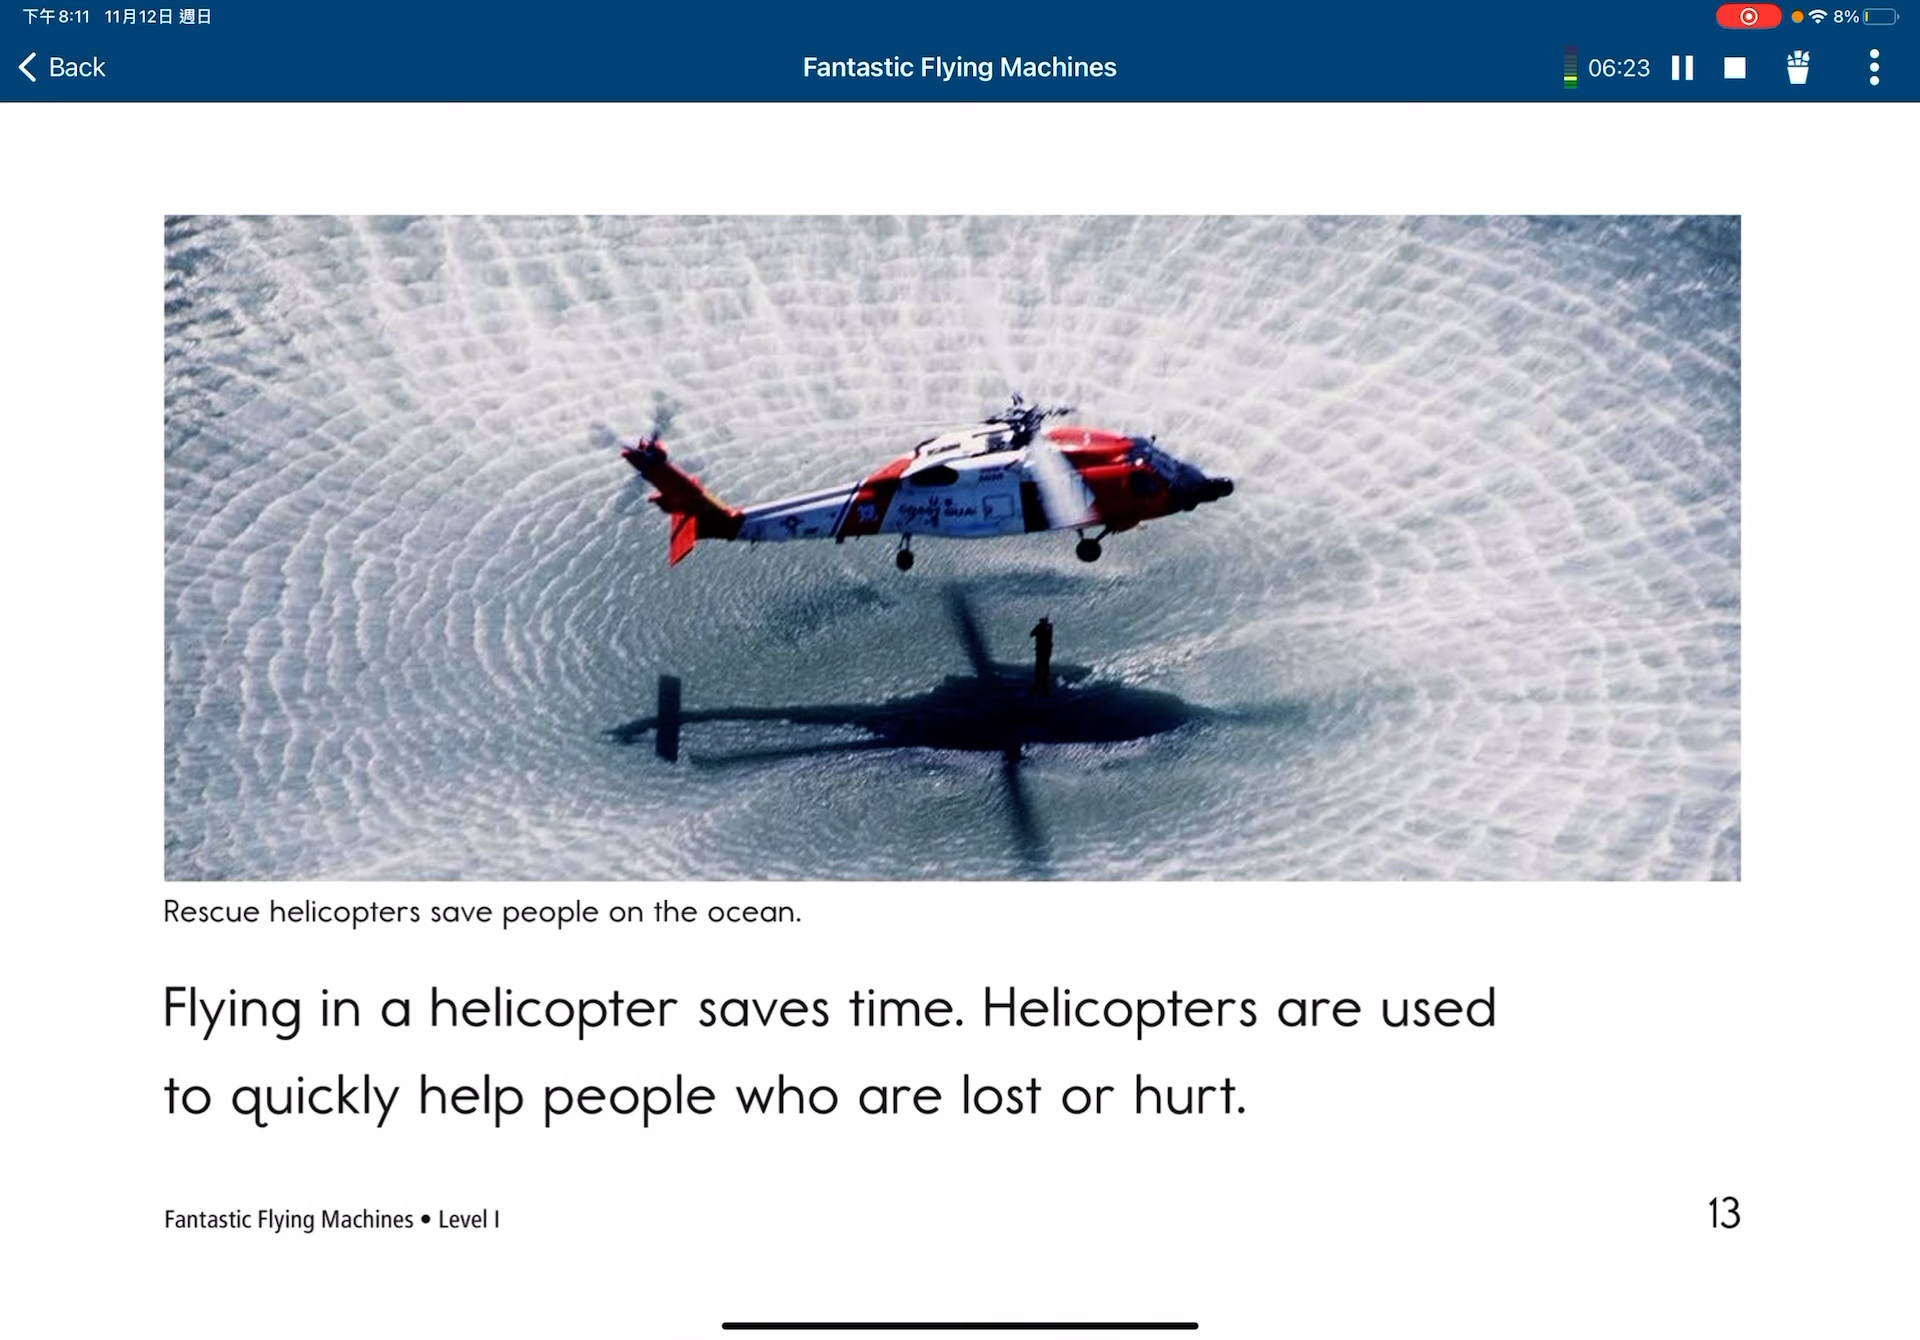 下午8:11 11月12日 週日
8%
Back
Fantastic Flying Machines
06:23
U.S.
COAST GUAR
Rescue helicopters save people on the ocean.
Flying in a helicopter saves time. Helicopters are used
to quickly help people who are lost or hurt.
Fantastic Flying Machines • Level I
13